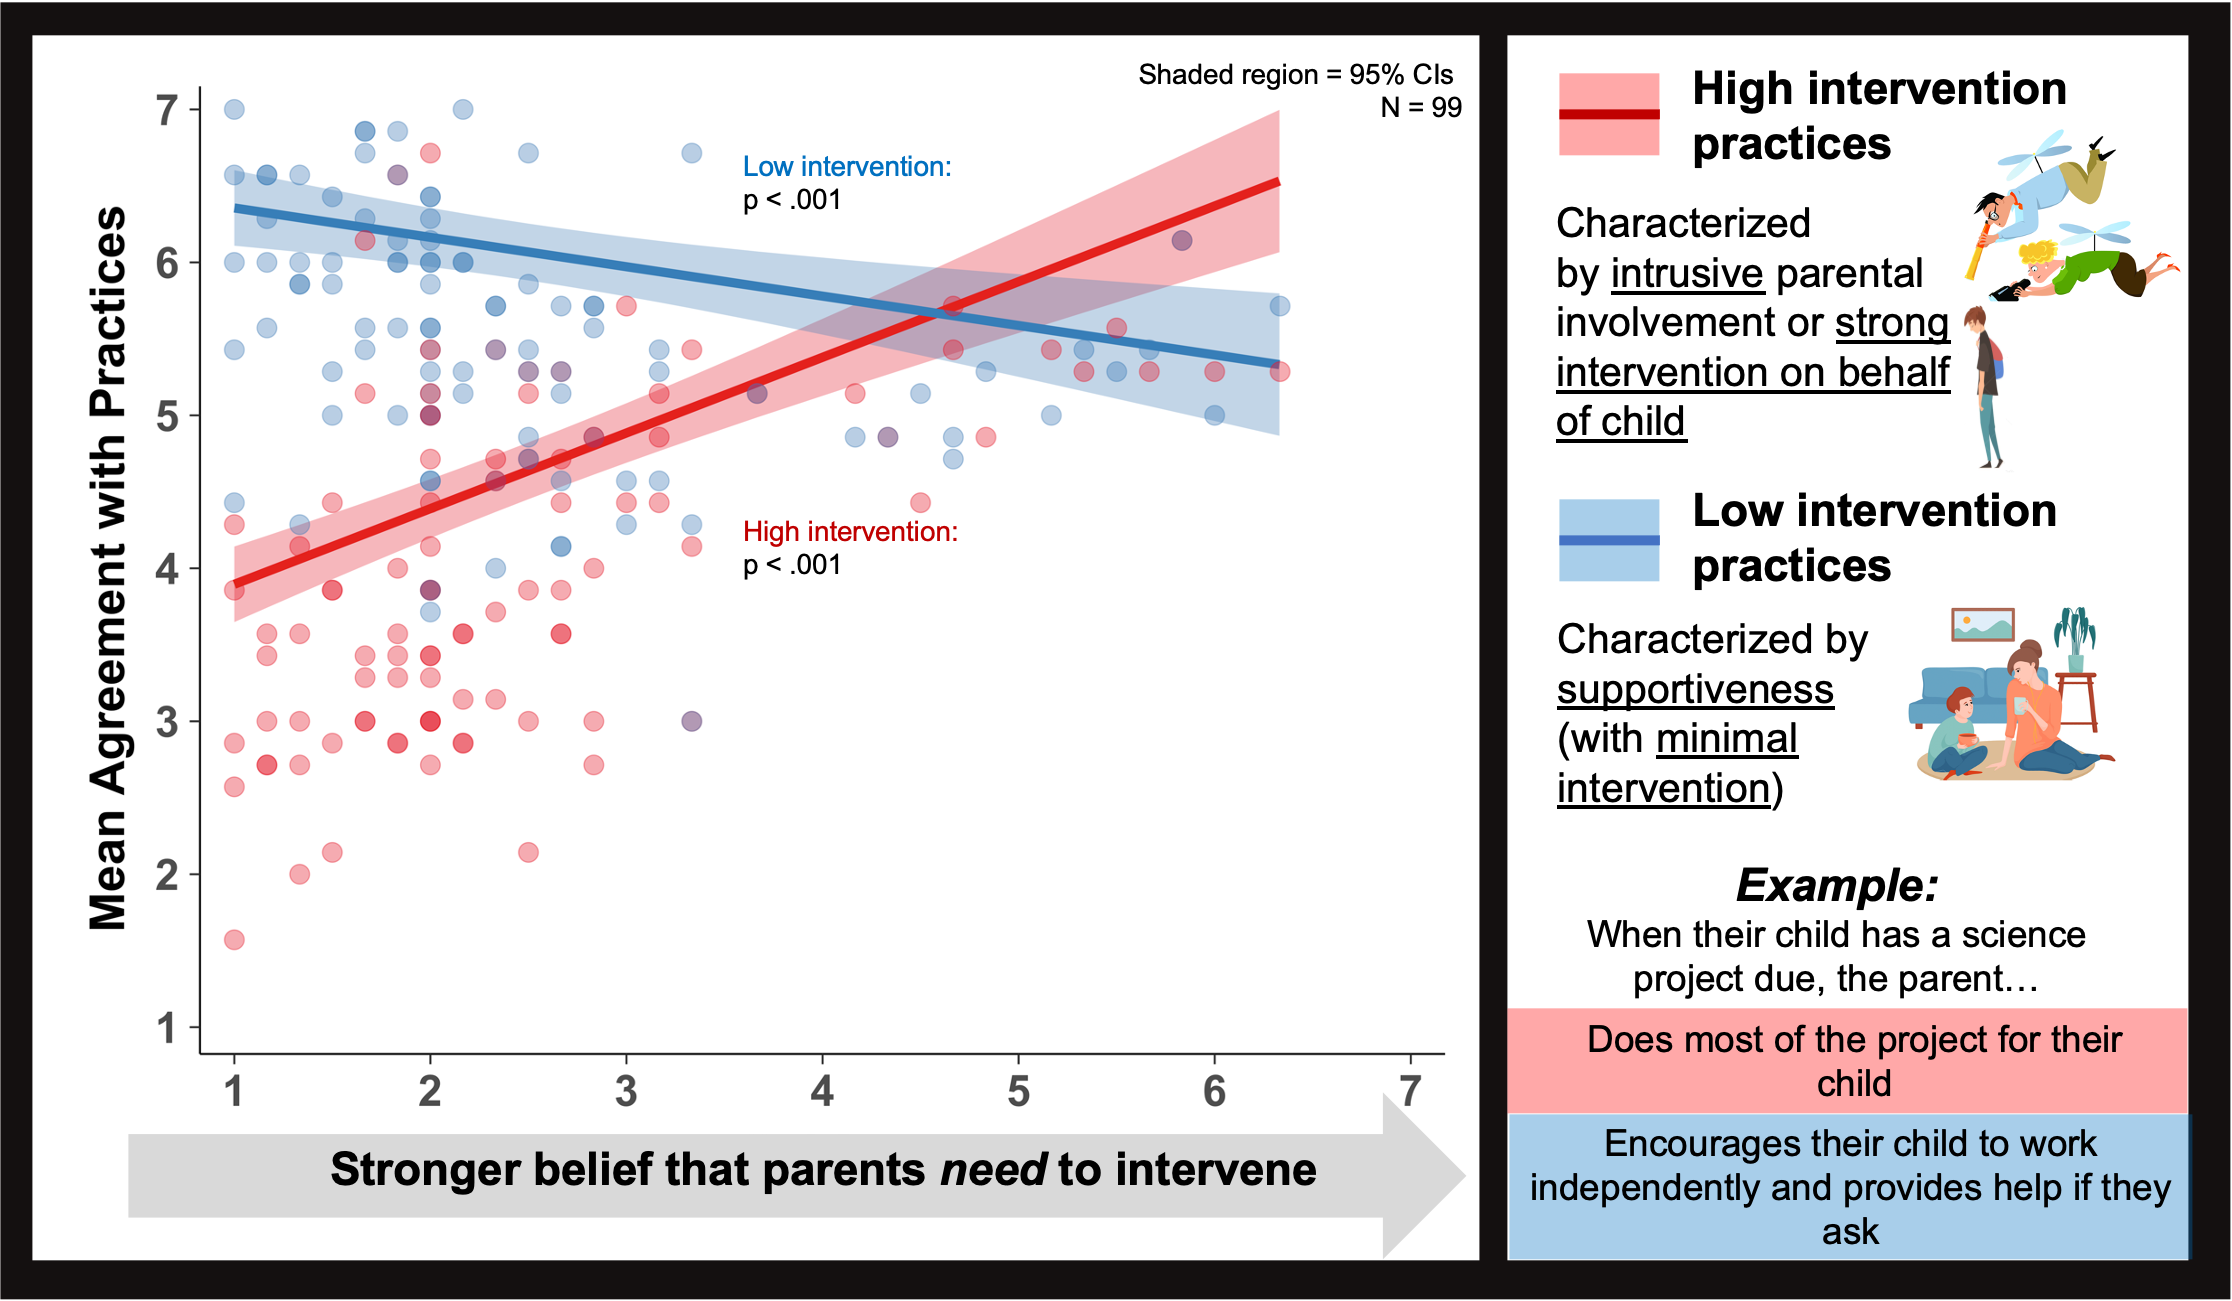 Shaded region = 95% CIs
N = 99
7
6
5
4
3
2
1
Mean Agreement with Practices
Low intervention:
p < .001
High intervention:
p < .001
1 2 3 4 5 6 7
Stronger belief that parents need to intervene
High intervention
practices
Characterized
by intrusive parental
involvement or strong
intervention on behalf
of child
Low intervention
practices
Characterized by
supportiveness
(with minimal
intervention)
Example:
When their child has a science
project due, the parent…
Does most of the project for their
child
Encourages their child to work
independently and provides help if they
ask